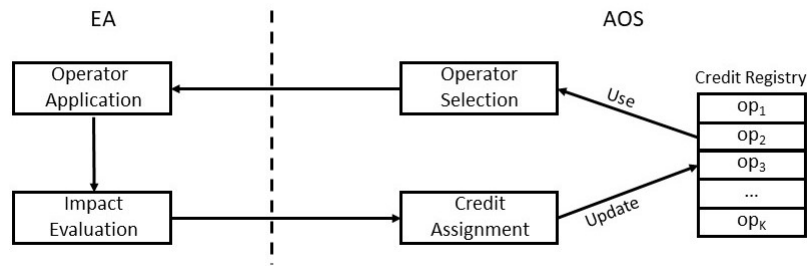 EA
AOS
Operator
Application
Operator
Selection
Credit Registry
op₁
op₂
op₃
...
opₖ
Use
Update
Impact
Evaluation
Credit
Assignment